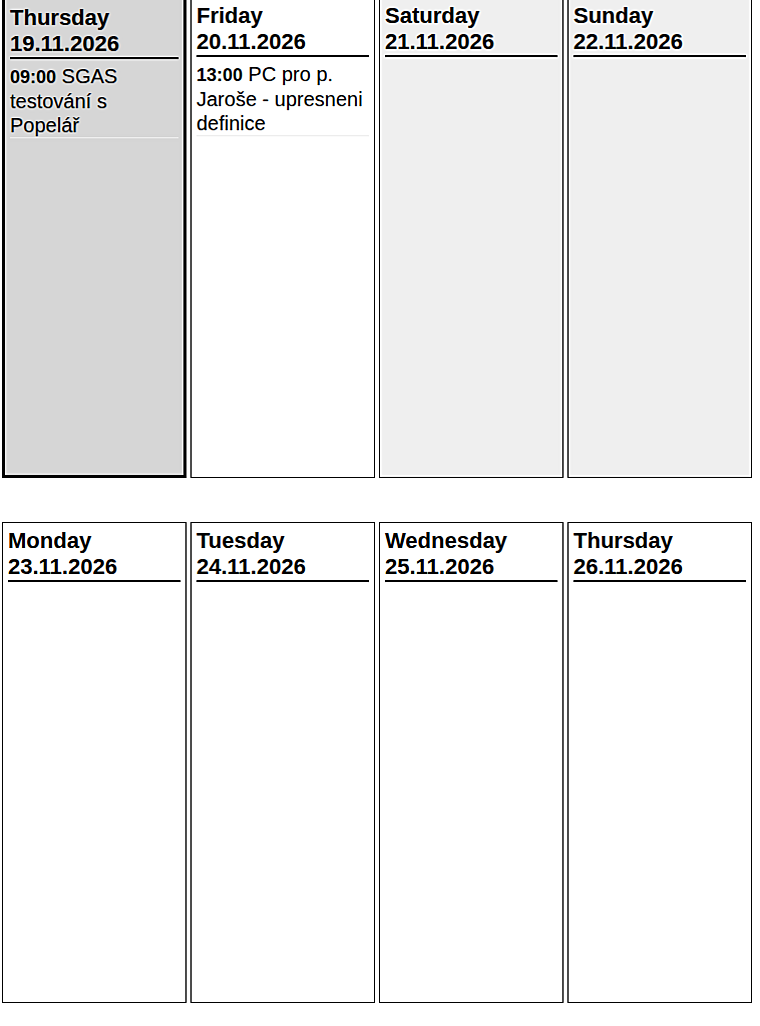 Thursday
19.11.2026
09:00 SGAS
testování s
Popelář
Friday
20.11.2026
13:00 PC pro p.
Jaroše - upresneni
definice
Saturday
21.11.2026
Sunday
22.11.2026
Monday
23.11.2026
Tuesday
24.11.2026
Wednesday
25.11.2026
Thursday
26.11.2026